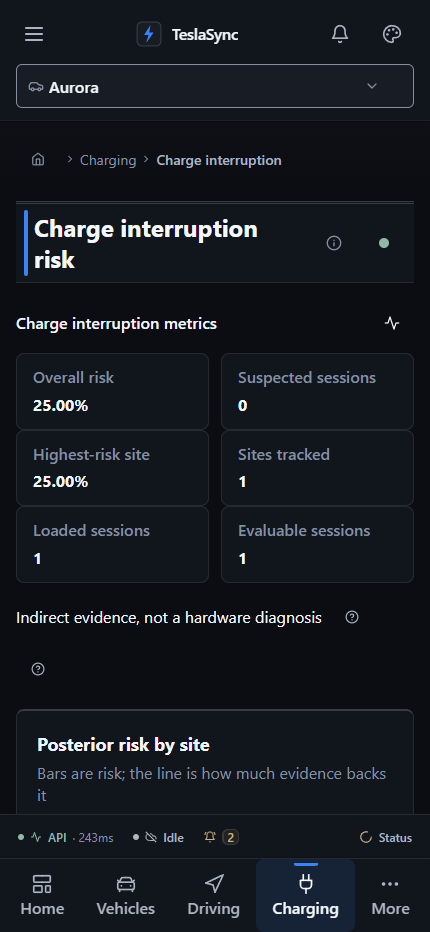 TeslaSync
Aurora
Charging
Charge interruption
Charge interruption
risk
Charge interruption metrics
Overall risk
25.00%
Suspected sessions
0
Highest-risk site
25.00%
Sites tracked
1
Loaded sessions
1
Evaluable sessions
1
Indirect evidence, not a hardware diagnosis
Posterior risk by site
Bars are risk; the line is how much evidence backs
it
API · 243ms
Idle
2
Status
Home
Vehicles
Driving
Charging
More